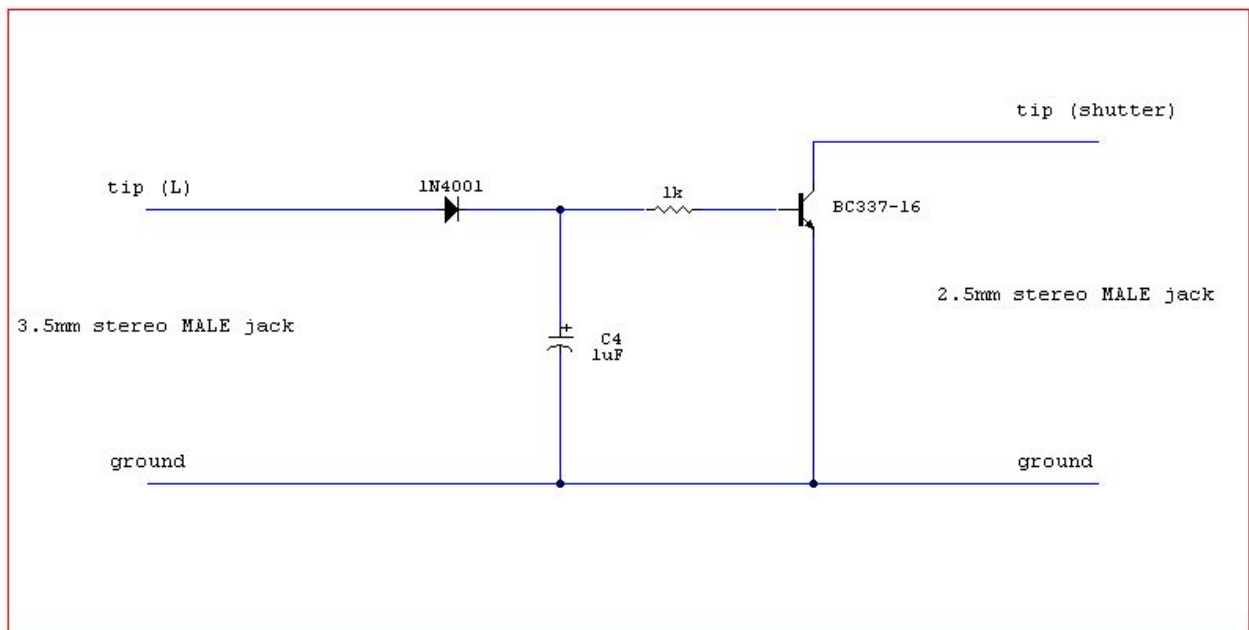 tip (shutter)
tip (L)
1N4001
1k
BC337-16
2.5mm stereo MALE jack
3.5mm stereo MALE jack
+
C4
1uF
ground
ground